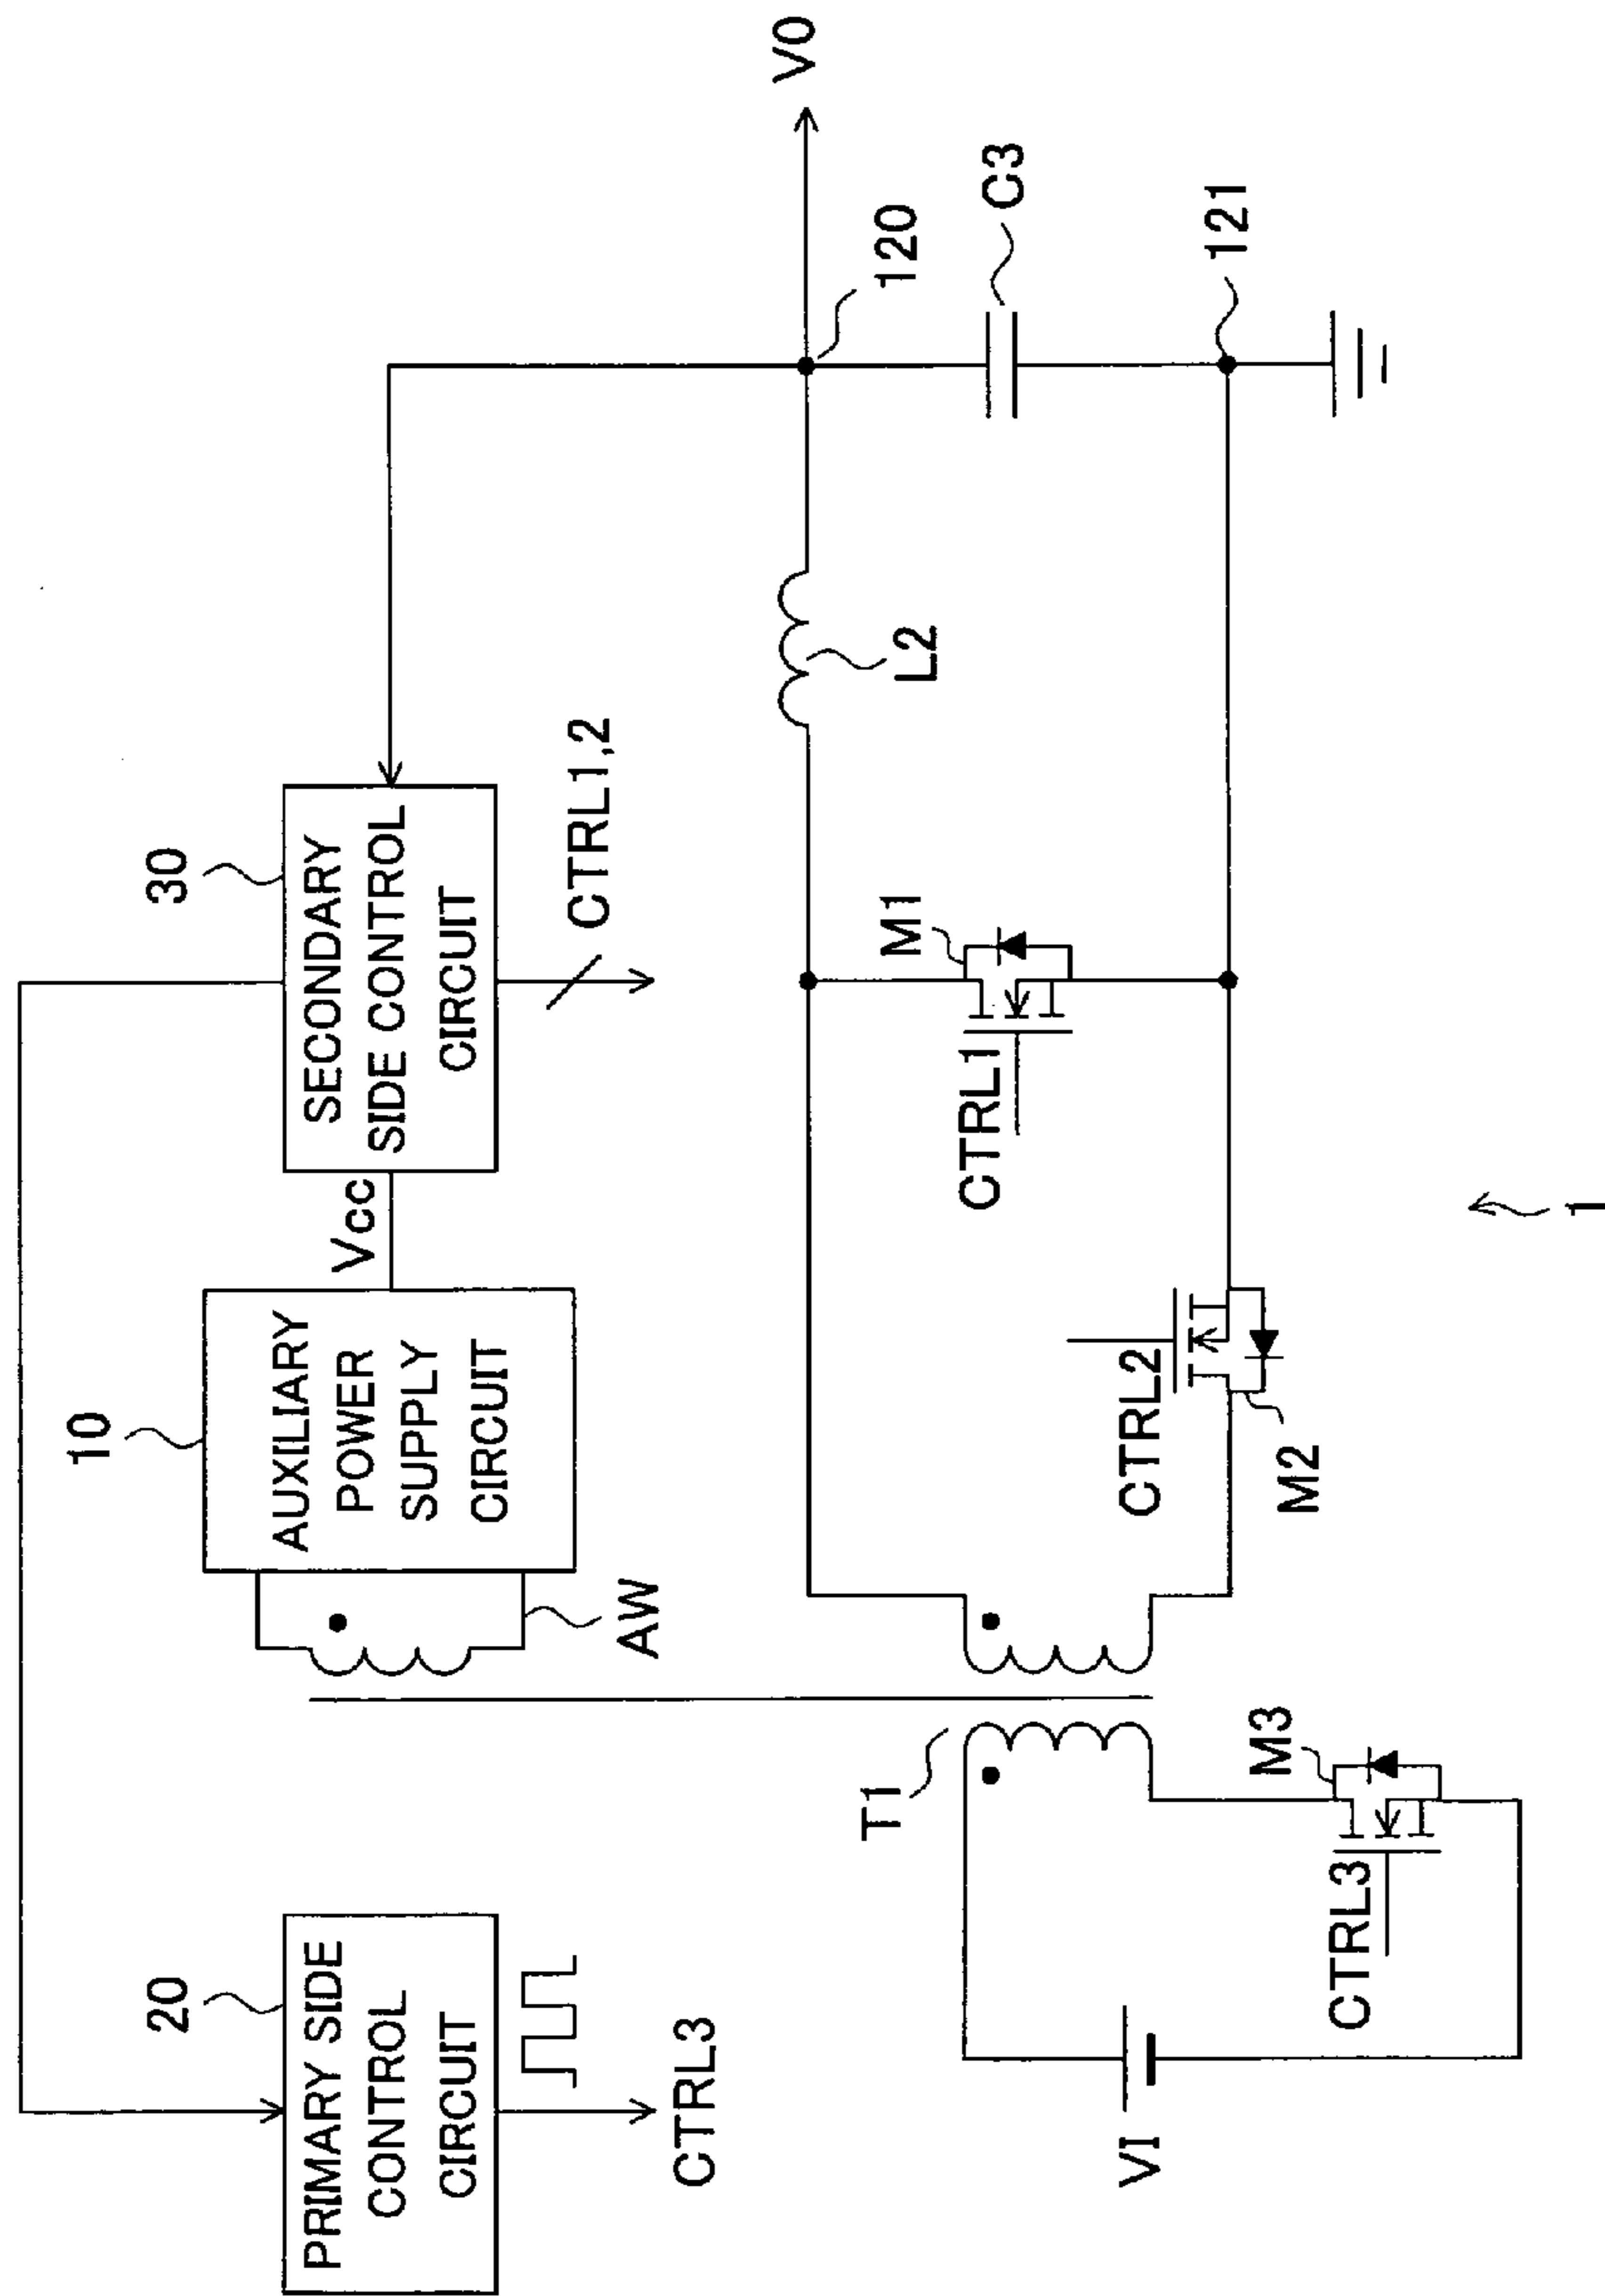 20
PRIMARY SIDE
CONTROL
CIRCUIT
CTRL3
10
AUXILIARY
POWER
SUPPLY
CIRCUIT
AW
Vcc
30
SECONDARY
SIDE CONTROL
CIRCUIT
CTRL1,2
VO
120
L2
C3
121
M1
CTRL1
CTRL2
M2
T1
M3
CTRL3
VI
1